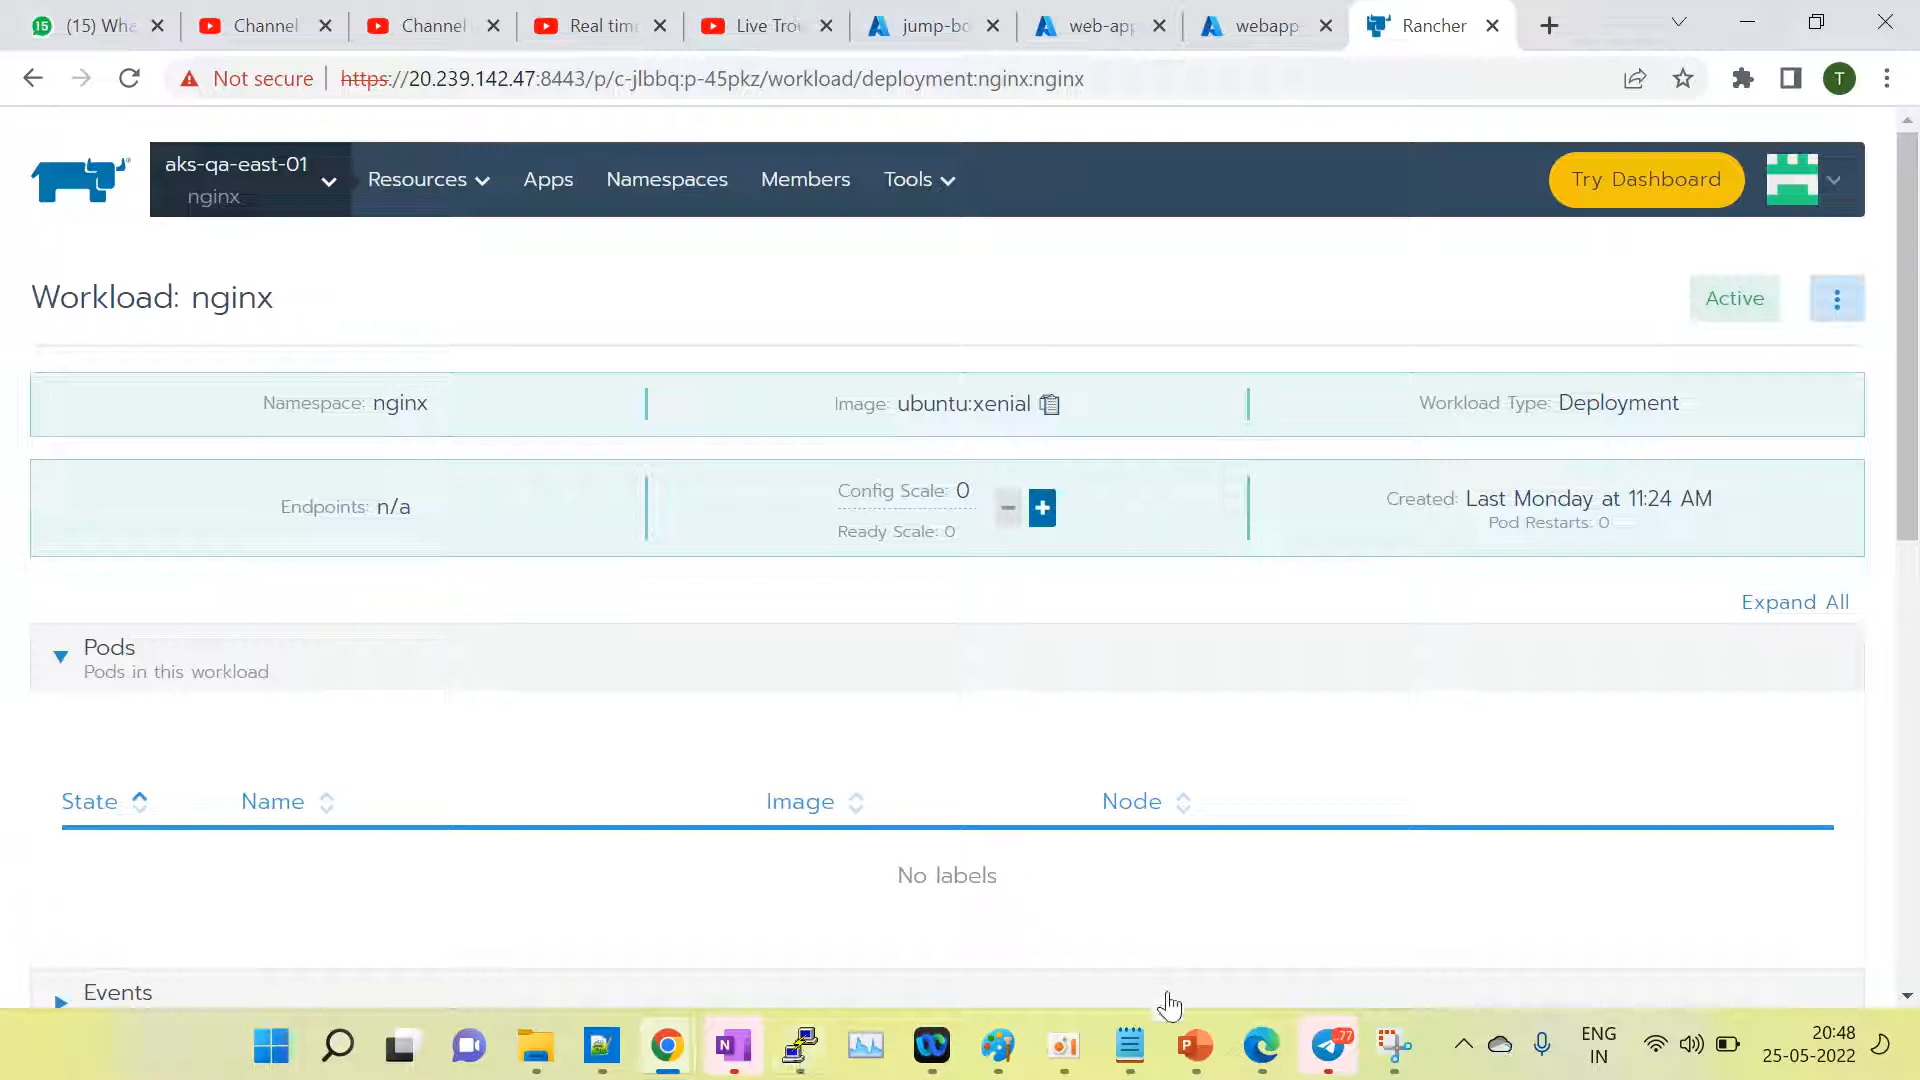 15
(15) Wha
Channel
Channel
Real time
Live Trou
jump-bo
web-app
webapp
Rancher
Not secure
https://20.239.142.47:8443/p/c-jlbbq:p-45pkz/workload/deployment:nginx:nginx
T
aks-qa-east-01
nginx
Resources
Apps
Namespaces
Members
Tools
Try Dashboard
Workload: nginx
Active
Namespace: nginx
Image: ubuntu:xenial
Workload Type: Deployment
Endpoints: n/a
Config Scale: 0
Ready Scale: 0
Created: Last Monday at 11:24 AM
Pod Restarts: 0
Expand All
Pods
Pods in this workload
State
Name
Image
Node
No labels
Events
N
P
77
ENG
IN
20:48
25-05-2022